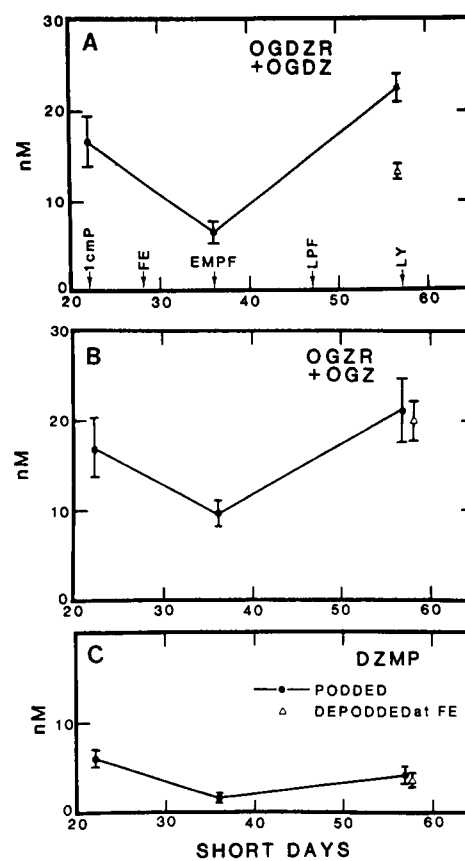 30
A
OGDZR
+OGDZ
20
nM
10
1cmP
FE
EMPF
LPF
LY
0
20 30 40 50 60
30
B
OGZR
+OGZ
20
nM
10
0
20 30 40 50 60
C
DZMP
PODDED
DEPODDED at FE
nM
10
0
20 30 40 50 60
SHORT DAYS